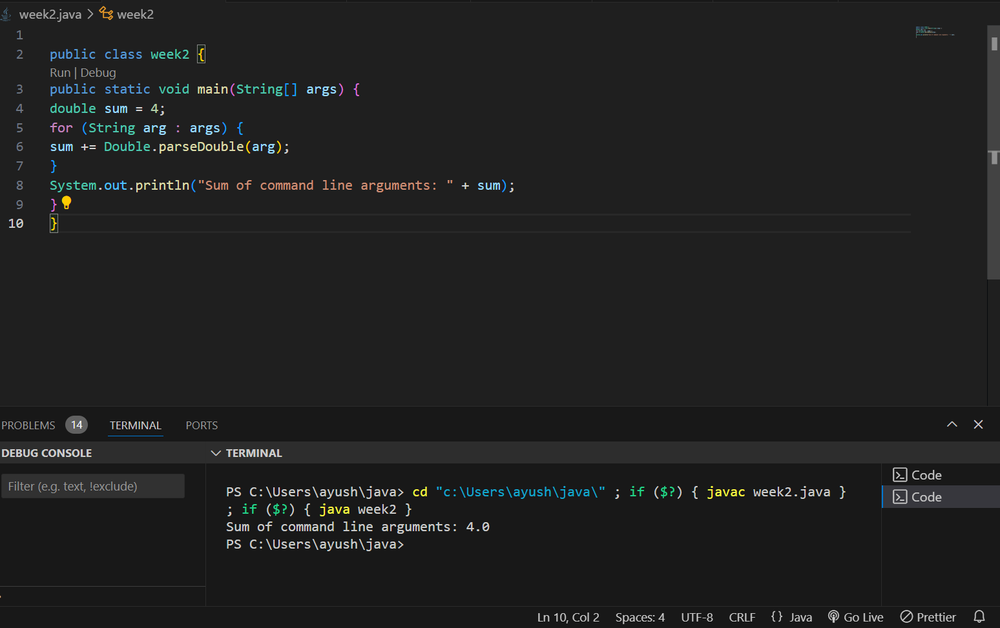 week2.java > week2
1
2 public class week2 {
Run | Debug
3 public static void main(String[] args) {
4 double sum = 4;
5 for (String arg : args) {
6 sum += Double.parseDouble(arg);
7 }
8 System.out.println("Sum of command line arguments: " + sum);
9 }
10 }
PROBLEMS 14 TERMINAL PORTS
DEBUG CONSOLE
Filter (e.g. text, !exclude)
TERMINAL
PS C:\Users\ayush\java> cd "c:\Users\ayush\java\" ; if ($?) { javac week2.java }
; if ($?) { java week2 }
Sum of command line arguments: 4.0
PS C:\Users\ayush\java>
Code
Code
Ln 10, Col 2 Spaces: 4 UTF-8 CRLF {} Java Go Live Prettier